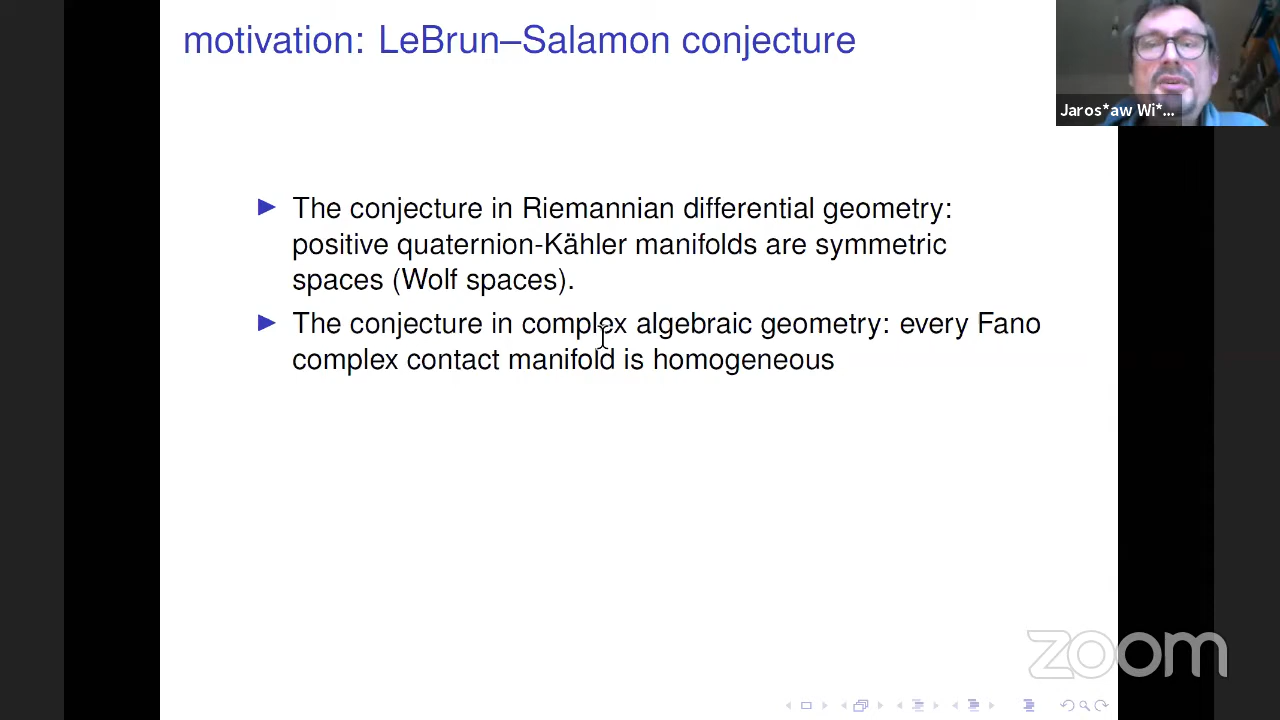 motivation: LeBrun–Salamon conjecture
Jaros*aw Wi*...
The conjecture in Riemannian differential geometry:
positive quaternion-Kähler manifolds are symmetric
spaces (Wolf spaces).
The conjecture in complex algebraic geometry: every Fano
complex contact manifold is homogeneous
zoom